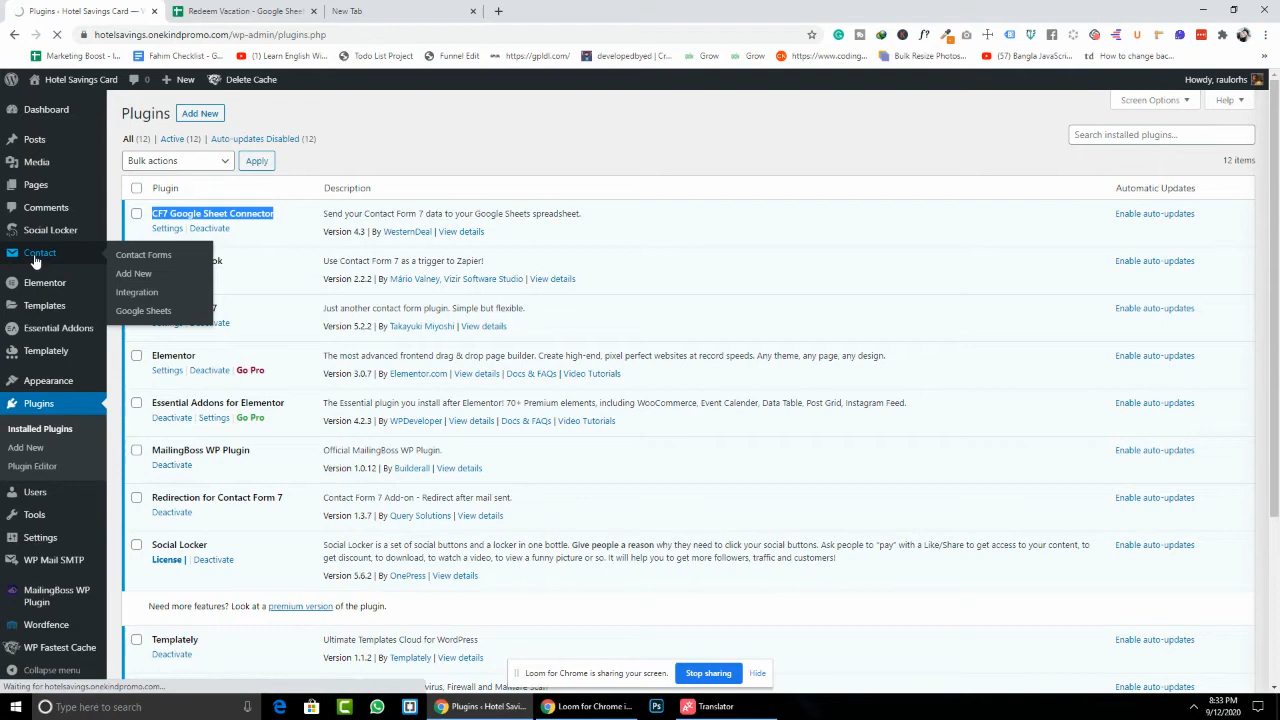 Plugins ‹ Hotel Savings Card —
Redeem Vacation - Google Sheet
New Tab
hotelsavings.onekindpromo.com/wp-admin/plugins.php
Marketing Boost - I... Fahim Checklist - G... (1) Learn English Wi... Todo List Project Funnel Edit https://gpldl.com/ developedbyed Grow Grow https://www.coding... Bulk Resize Photos (57) Bangla JavaScri... td How to change bac...
Hotel Savings Card 0 New Delete Cache Howdy, raulorhs
Screen Options Help
Dashboard
Posts
Media
Pages
Comments
Social Locker
Contact
Contact Forms
Add New
Integration
Google Sheets
Elementor
Templates
Essential Addons
Templately
Appearance
Plugins
Installed Plugins
Add New
Plugin Editor
Users
Tools
Settings
WP Mail SMTP
MailingBoss WP
Plugin
Wordfence
WP Fastest Cache
Collapse menu
Plugins Add New
All (12) | Active (12) | Auto-updates Disabled (12)
Search installed plugins...
Bulk actions Apply
12 items
Plugin Description Automatic Updates
CF7 Google Sheet Connector Send your Contact Form 7 data to your Google Sheets spreadsheet. Enable auto-updates
Settings | Deactivate Version 4.3 | By WesternDeal | View details
Use Contact Form 7 as a trigger to Zapier! Enable auto-updates
Version 2.2.2 | By Mário Valney, Vizir Software Studio | View details
7 Just another contact form plugin. Simple but flexible. Enable auto-updates
Settings | Deactivate Version 5.2.2 | By Takayuki Miyoshi | View details
Elementor The most advanced frontend drag & drop page builder. Create high-end, pixel perfect websites at record speeds. Any theme, any page, any design. Enable auto-updates
Settings | Deactivate | Go Pro Version 3.0.7 | By Elementor.com | View details | Docs & FAQs | Video Tutorials
Essential Addons for Elementor The Essential plugin you install after Elementor! 70+ Premium elements, including WooCommerce, Event Calendar, Data Table, Post Grid, Instagram Feed. Enable auto-updates
Deactivate | Settings | Go Pro Version 4.2.3 | By WPDeveloper | View details | Docs & FAQs | Video Tutorials
MailingBoss WP Plugin Official MailingBoss WP Plugin. Enable auto-updates
Deactivate Version 1.0.12 | By Builderall | View details
Redirection for Contact Form 7 Contact Form 7 Add-on - Redirect after mail sent. Enable auto-updates
Deactivate Version 1.3.7 | By Query Solutions | View details
Social Locker Social Locker is a set of social buttons and a locker in one bottle. Give people a reason why they need to click your social buttons. Ask people to "pay" with a Like/Share to get access to your content, to Enable auto-updates
License | | Deactivate get discount, to download, to watch a video, to view a funny picture or so. It will help you to get more followers, traffic and customers!
Version 5.6.2 | By OnePress | View details
Need more features? Look at a premium version of the plugin.
Templately Ultimate Templates Cloud for WordPress Enable auto-updates
Deactivate Version 1.1.2 | By Templately | View details
Loom for Chrome is sharing your screen. Stop sharing Hide
virus, Firewall and Malware Scan Enable auto-updates
Waiting for hotelsavings.onekindpromo.com...
Type here to search
Plugins ‹ Hotel Savi...
Loom for Chrome i...
Translator
8:33 PM
9/12/2020